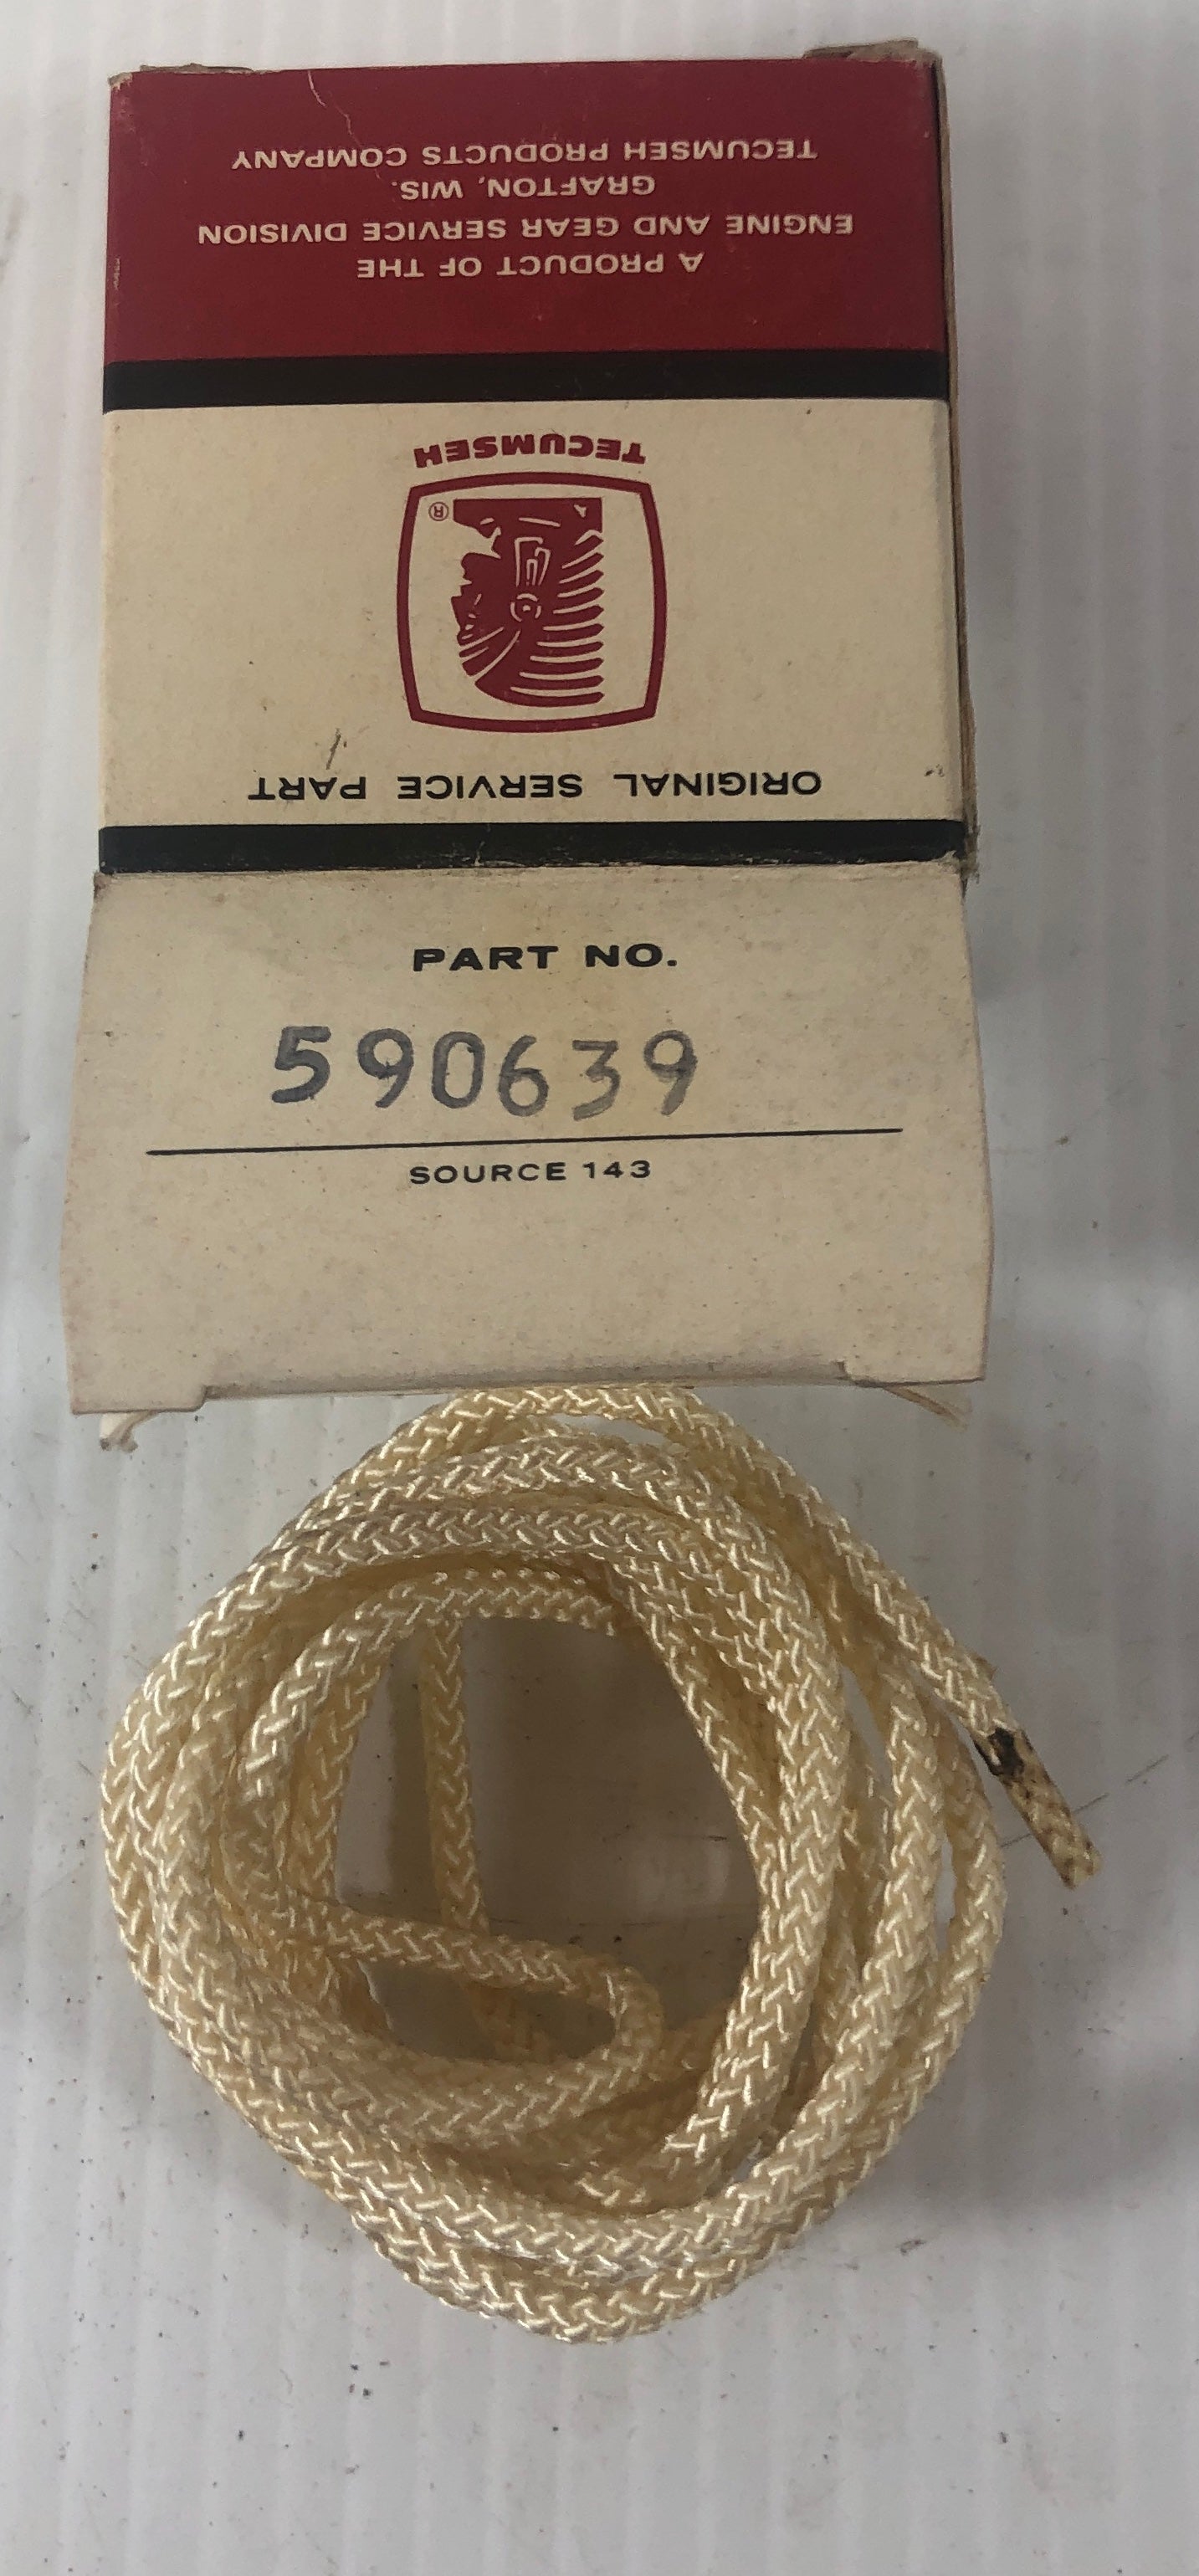 ORIGINAL SERVICE PART
TECUMSEH
®
A PRODUCT OF THE
ENGINE AND GEAR SERVICE DIVISION
GRAFTON, WIS.
TECUMSEH PRODUCTS COMPANY
PART NO.
590639
SOURCE 143